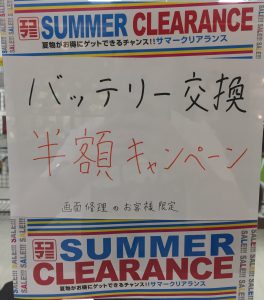 SUMMER CLEARANCE
夏物がお得にゲットできるチャンス!!サマークリアランス
バッテリー交換
半額キャンペーン
画面修理のお客様限定
SUMMER
CLEARANCE
夏物がお得にゲットできるチャンス!!サマークリアランス
SALE!!!
SALE!!!